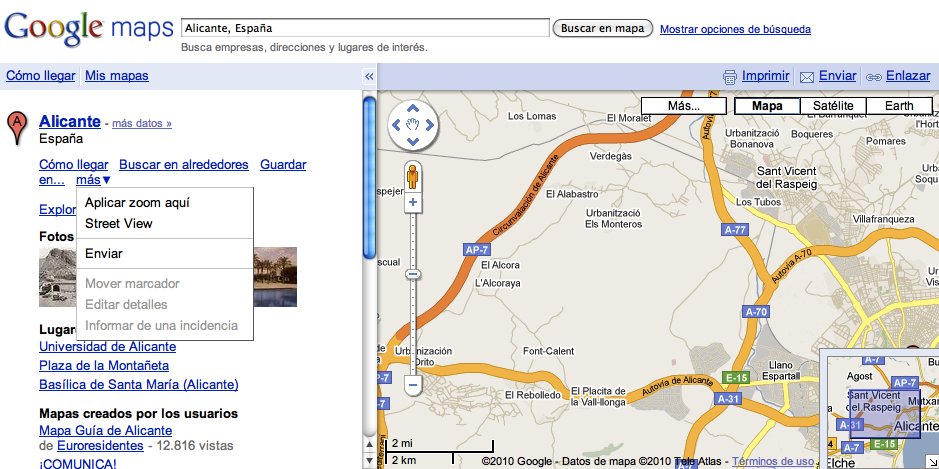 Google maps
Alicante, España
Buscar en mapa
Mostrar opciones de búsqueda
Busca empresas, direcciones y lugares de interés.
Cómo llegar
Mis mapas
«
Imprimir
Enviar
Enlazar
A
Alicante - más datos »
España
Cómo llegar Buscar en alrededores Guardar
en... más▼
Aplicar zoom aquí
Street View
Enviar
Mover marcador
Editar detalles
Informar de una incidencia
Explor
Fotos
Lugar
Universidad de Alicante
Plaza de la Montañeta
Basílica de Santa María (Alicante)
Mapas creados por los usuarios
Mapa Guía de Alicante
de Euroresidentes - 12.816 vistas
¡COMUNICA!
Más...
Mapa
Satélite
Earth
Los Lomas
El Moralet
Verdegàs
Autovía
Urbanització
Bonanova
Boqueres
Pomares
Sant Vicent
del Raspeig
Los Tubos
Villafranqueza
Circunvalación de Alicante
El Alabastro
Urbanització
Els Monteros
A-77
Autovía A-70
AP-7
El Alcora
L'Alcoraya
A-70
Font-Calent
Llano
Espartall
E-15
A-31
Autovía de Alicante
El Rebolledo
El Placita de
la Vall-llonga
A-7
Agost
AP-7
Sant Vicent
del Raspeig
Mutxam
A-31
Alicante
E-15
Elche
2 mi
2 km
©2010 Google - Datos de mapa ©2010 Tele Atlas - Términos de uso